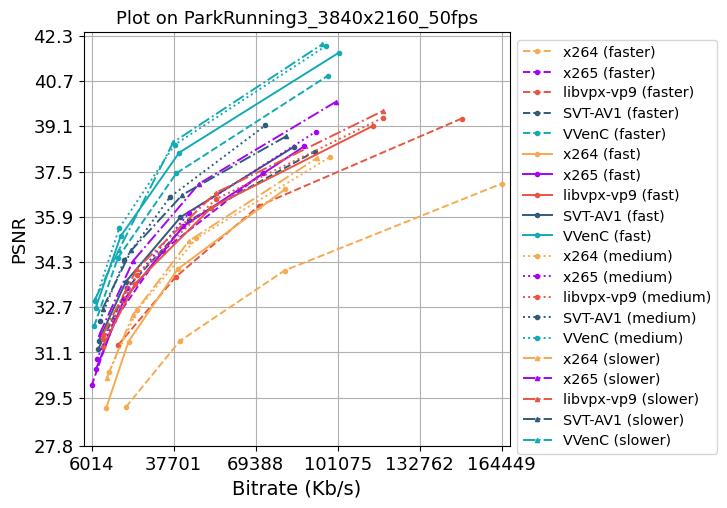 Plot on ParkRunning3_3840x2160_50fps
42.3
40.7
39.1
37.5
35.9
34.3
32.7
31.1
29.5
27.8
PSNR
6014 37701 69388 101075 132762 164449
Bitrate (Kb/s)
x264 (faster)
x265 (faster)
libvpx-vp9 (faster)
SVT-AV1 (faster)
VVenC (faster)
x264 (fast)
x265 (fast)
libvpx-vp9 (fast)
SVT-AV1 (fast)
VVenC (fast)
x264 (medium)
x265 (medium)
libvpx-vp9 (medium)
SVT-AV1 (medium)
VVenC (medium)
x264 (slower)
x265 (slower)
libvpx-vp9 (slower)
SVT-AV1 (slower)
VVenC (slower)